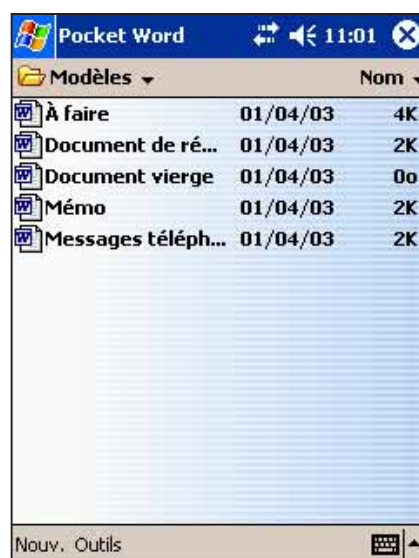 Pocket Word 11:01
Modèles Nom
À faire 01/04/03 4K
Document de ré... 01/04/03 2K
Document vierge 01/04/03 0o
Mémo 01/04/03 2K
Messages téléph... 01/04/03 2K
Nouv. Outils